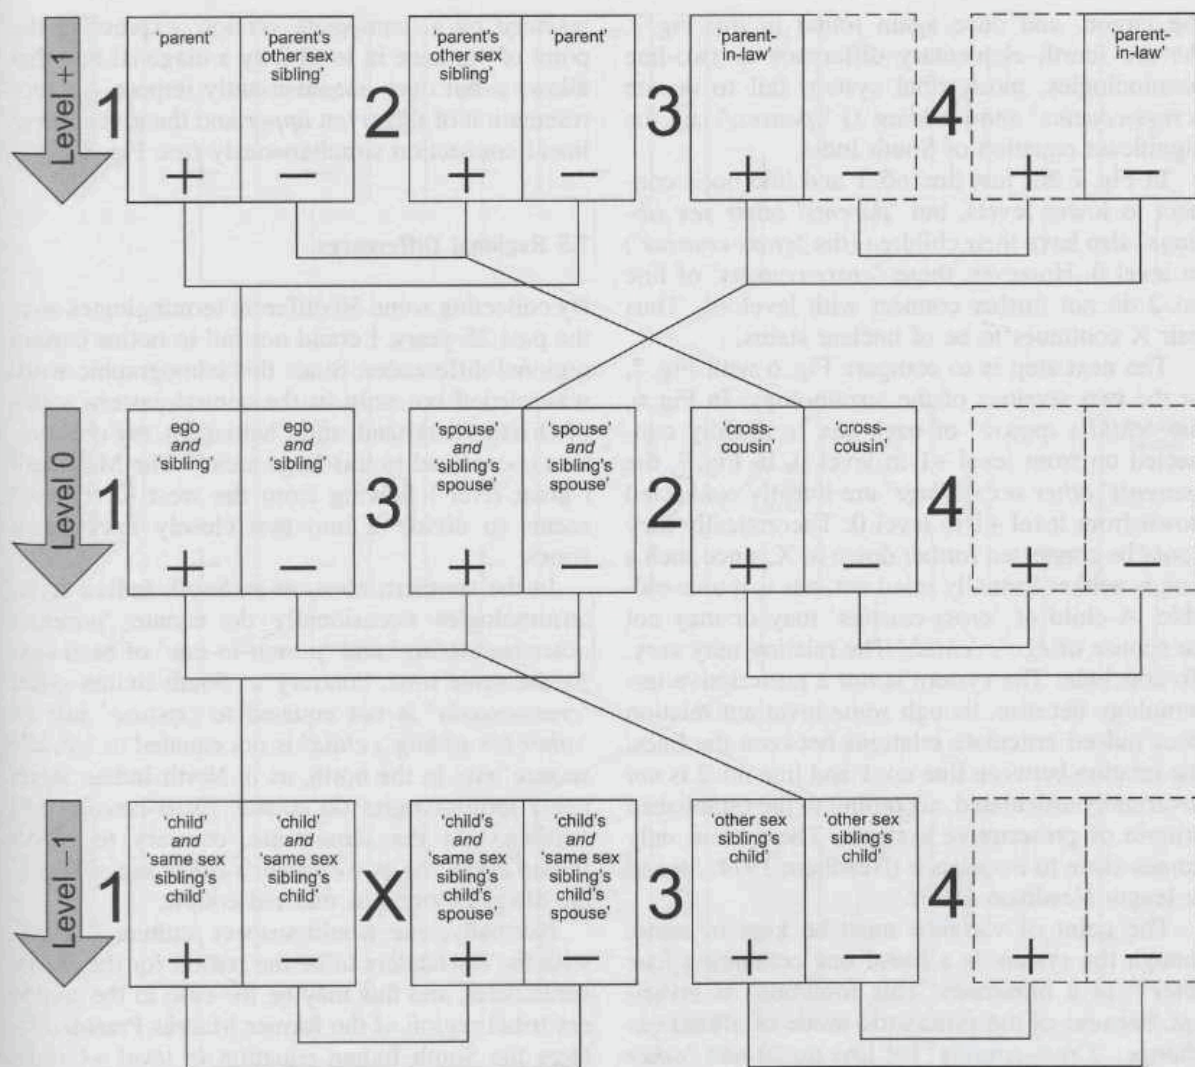 Level +1
1
'parent'
'parent's
other sex
sibling'
+
–
2
'parent's
other sex
sibling'
'parent'
+
–
3
'parent-
in-law'
+
–
4
'parent-
in-law'
+
–
Level 0
1
ego
and
'sibling'
ego
and
'sibling'
+
–
3
'spouse'
and
'sibling's
spouse'
'spouse'
and
'sibling's
spouse'
+
–
2
'cross-
cousin'
'cross-
cousin'
+
–
4
+
–
Level –1
1
'child'
and
'same sex
sibling's
child'
'child'
and
'same sex
sibling's
child'
+
–
X
'child's
and
'same sex
sibling's
child's
spouse'
'child's
and
'same sex
sibling's
child's
spouse'
+
–
3
'other sex
sibling's
child'
'other sex
sibling's
child'
+
–
4
+
–